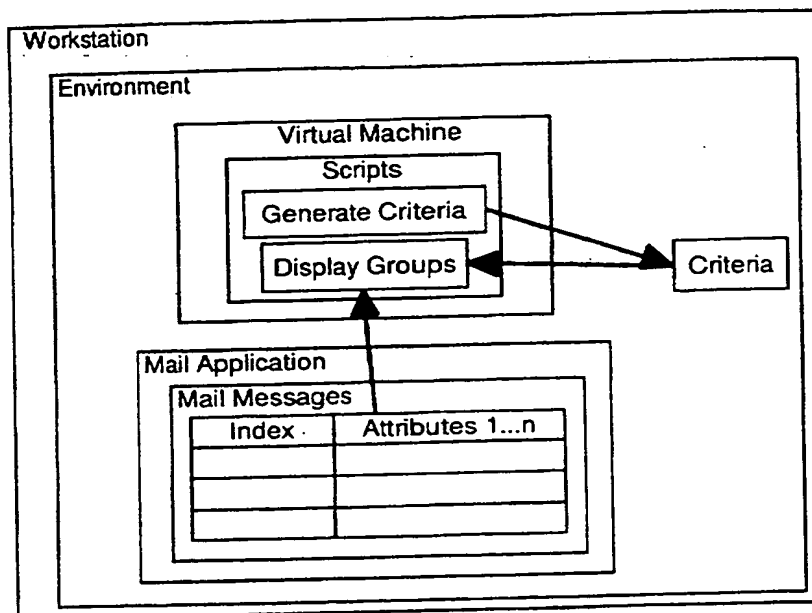 Workstation
Environment
Virtual Machine
Scripts
Generate Criteria
Display Groups
Criteria
Mail Application
Mail Messages
Index
Attributes 1...n